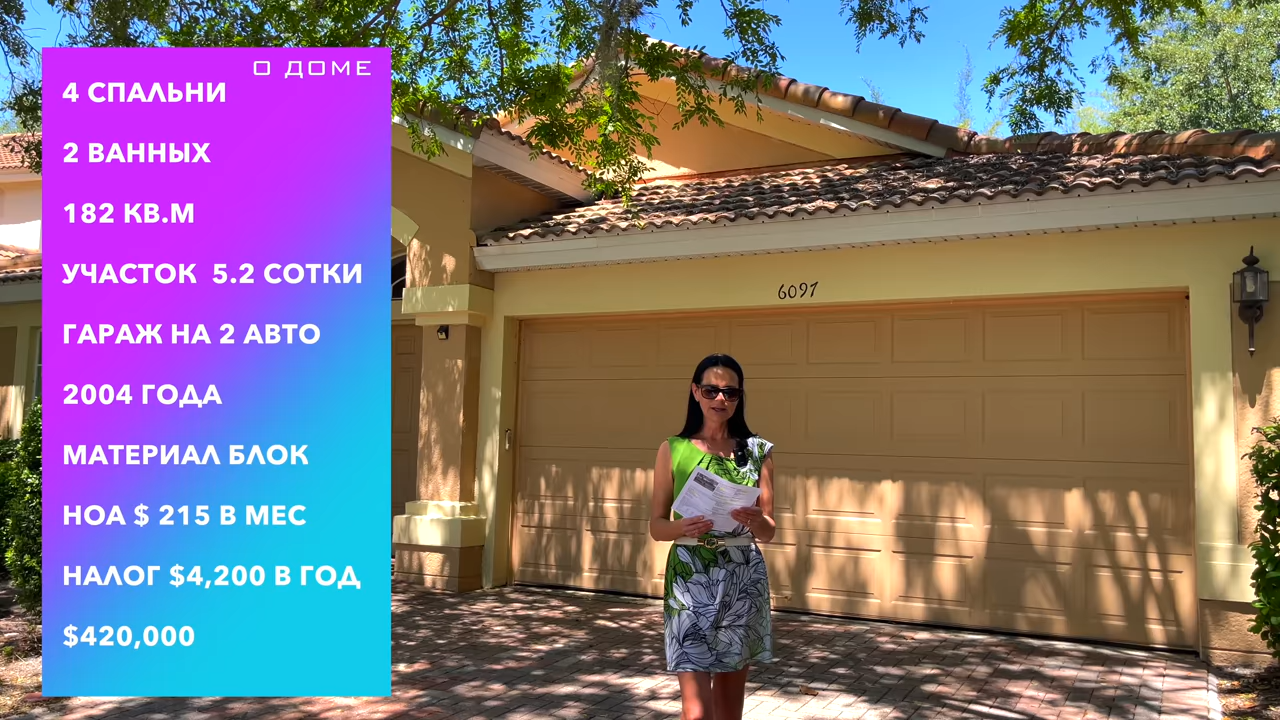 О ДОМЕ
4 СПАЛЬНИ
2 ВАННЫХ
182 КВ.М
УЧАСТОК 5.2 СОТКИ
ГАРАЖ НА 2 АВТО
2004 ГОДА
МАТЕРИАЛ БЛОК
HOA $ 215 В МЕС
НАЛОГ $4,200 В ГОД
$420,000
6097